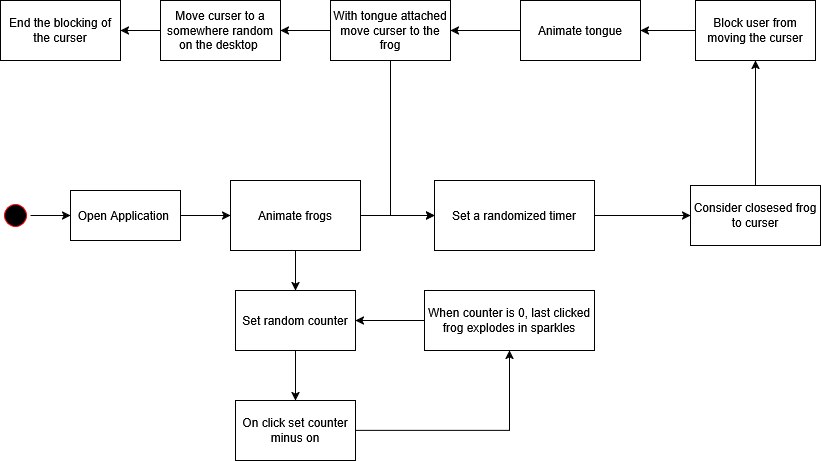 End the blocking of
the curser
Move curser to a
somewhere random
on the desktop
With tongue attached
move curser to the
frog
Animate tongue
Block user from
moving the curser
Open Application
Animate frogs
Set a randomized timer
Consider closesed frog
to curser
Set random counter
When counter is 0, last clicked
frog explodes in sparkles
On click set counter
minus on